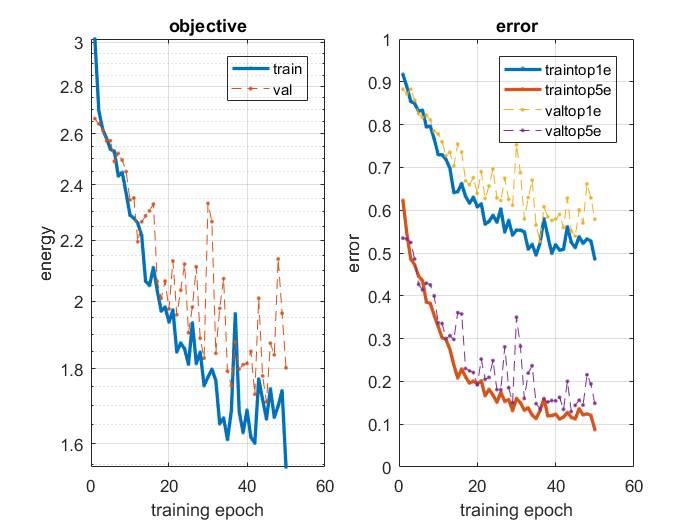 objective
3
2.8
2.6
2.4
2.2
2
1.8
1.6
energy
0 20 40 60
training epoch
train
val
error
1
0.9
0.8
0.7
0.6
0.5
0.4
0.3
0.2
0.1
0
error
0 20 40 60
training epoch
traintop1e
traintop5e
valtop1e
valtop5e